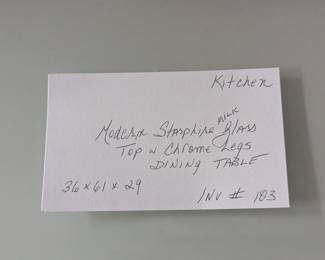 Kitchen
Modern Starphire Milk Glass
Top w Chrome Legs
DINING TABLE
36 x 61 x 29
INV # 183